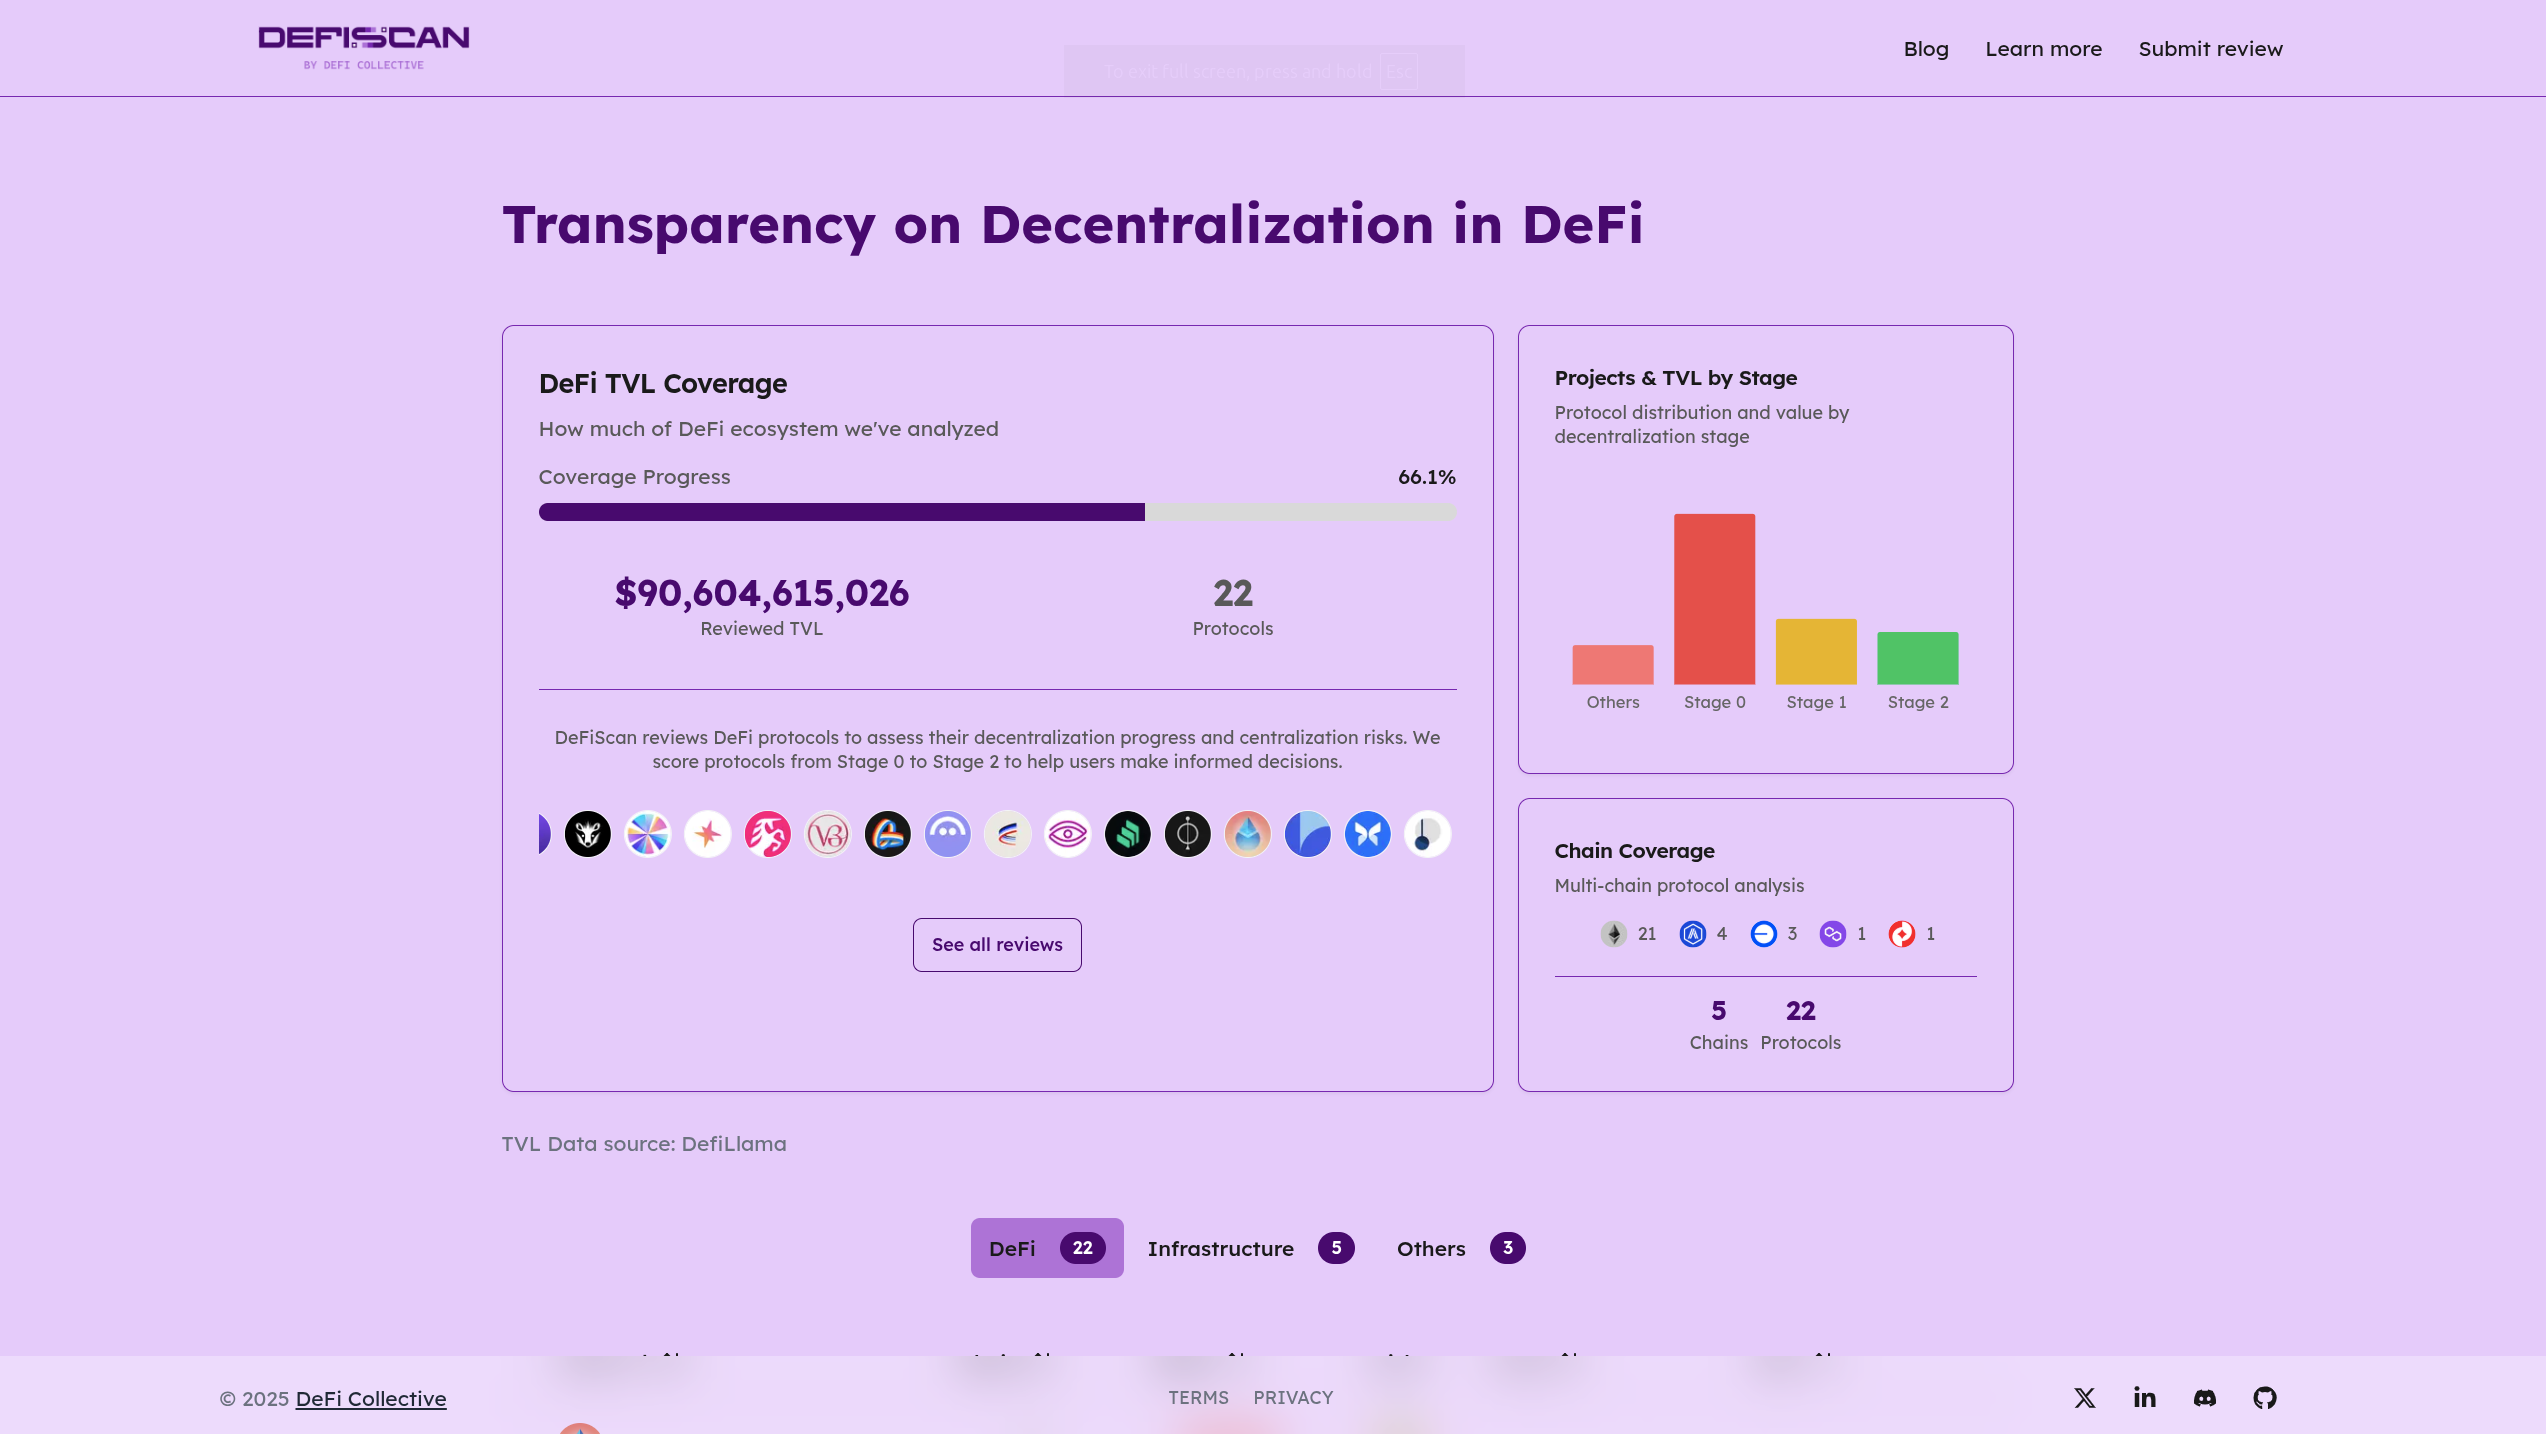 DEFISCAN
BY DEFI COLLECTIVE
To exit full screen, press and hold Esc
Blog
Learn more
Submit review
Transparency on Decentralization in DeFi
DeFi TVL Coverage
How much of DeFi ecosystem we've analyzed
Coverage Progress
66.1%
$90,604,615,026
Reviewed TVL
22
Protocols
DeFiScan reviews DeFi protocols to assess their decentralization progress and centralization risks. We
score protocols from Stage 0 to Stage 2 to help users make informed decisions.
See all reviews
Projects & TVL by Stage
Protocol distribution and value by
decentralization stage
Others
Stage 0
Stage 1
Stage 2
Chain Coverage
Multi-chain protocol analysis
21
4
3
1
1
5
Chains
22
Protocols
TVL Data source: DefiLlama
DeFi 22
Infrastructure 5
Others 3
© 2025 DeFi Collective
TERMS
PRIVACY